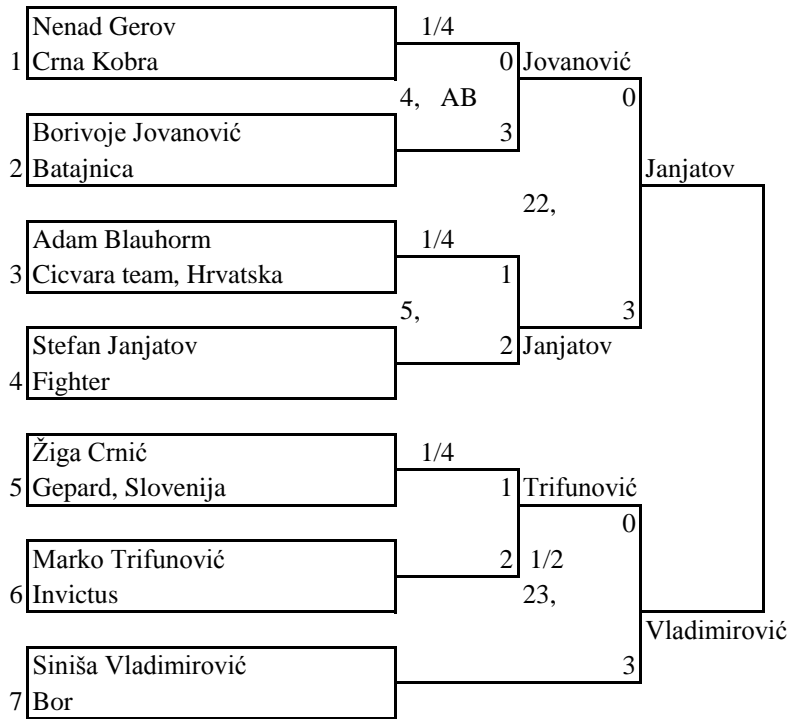 Nenad Gerov 1/4
1 Crna Kobra 0 Jovanović
4, AB 0
Borivoje Jovanović 3
2 Batajnica Janjatov
22,
Adam Blauhorm 1/4
3 Cicvara team, Hrvatska 1
5, 3
Stefan Janjatov 2 Janjatov
4 Fighter
Žiga Crnić 1/4
5 Gepard, Slovenija 1 Trifunović
0
Marko Trifunović 2 1/2
6 Invictus 23,
Vladimirović
Siniša Vladimirović 3
7 Bor